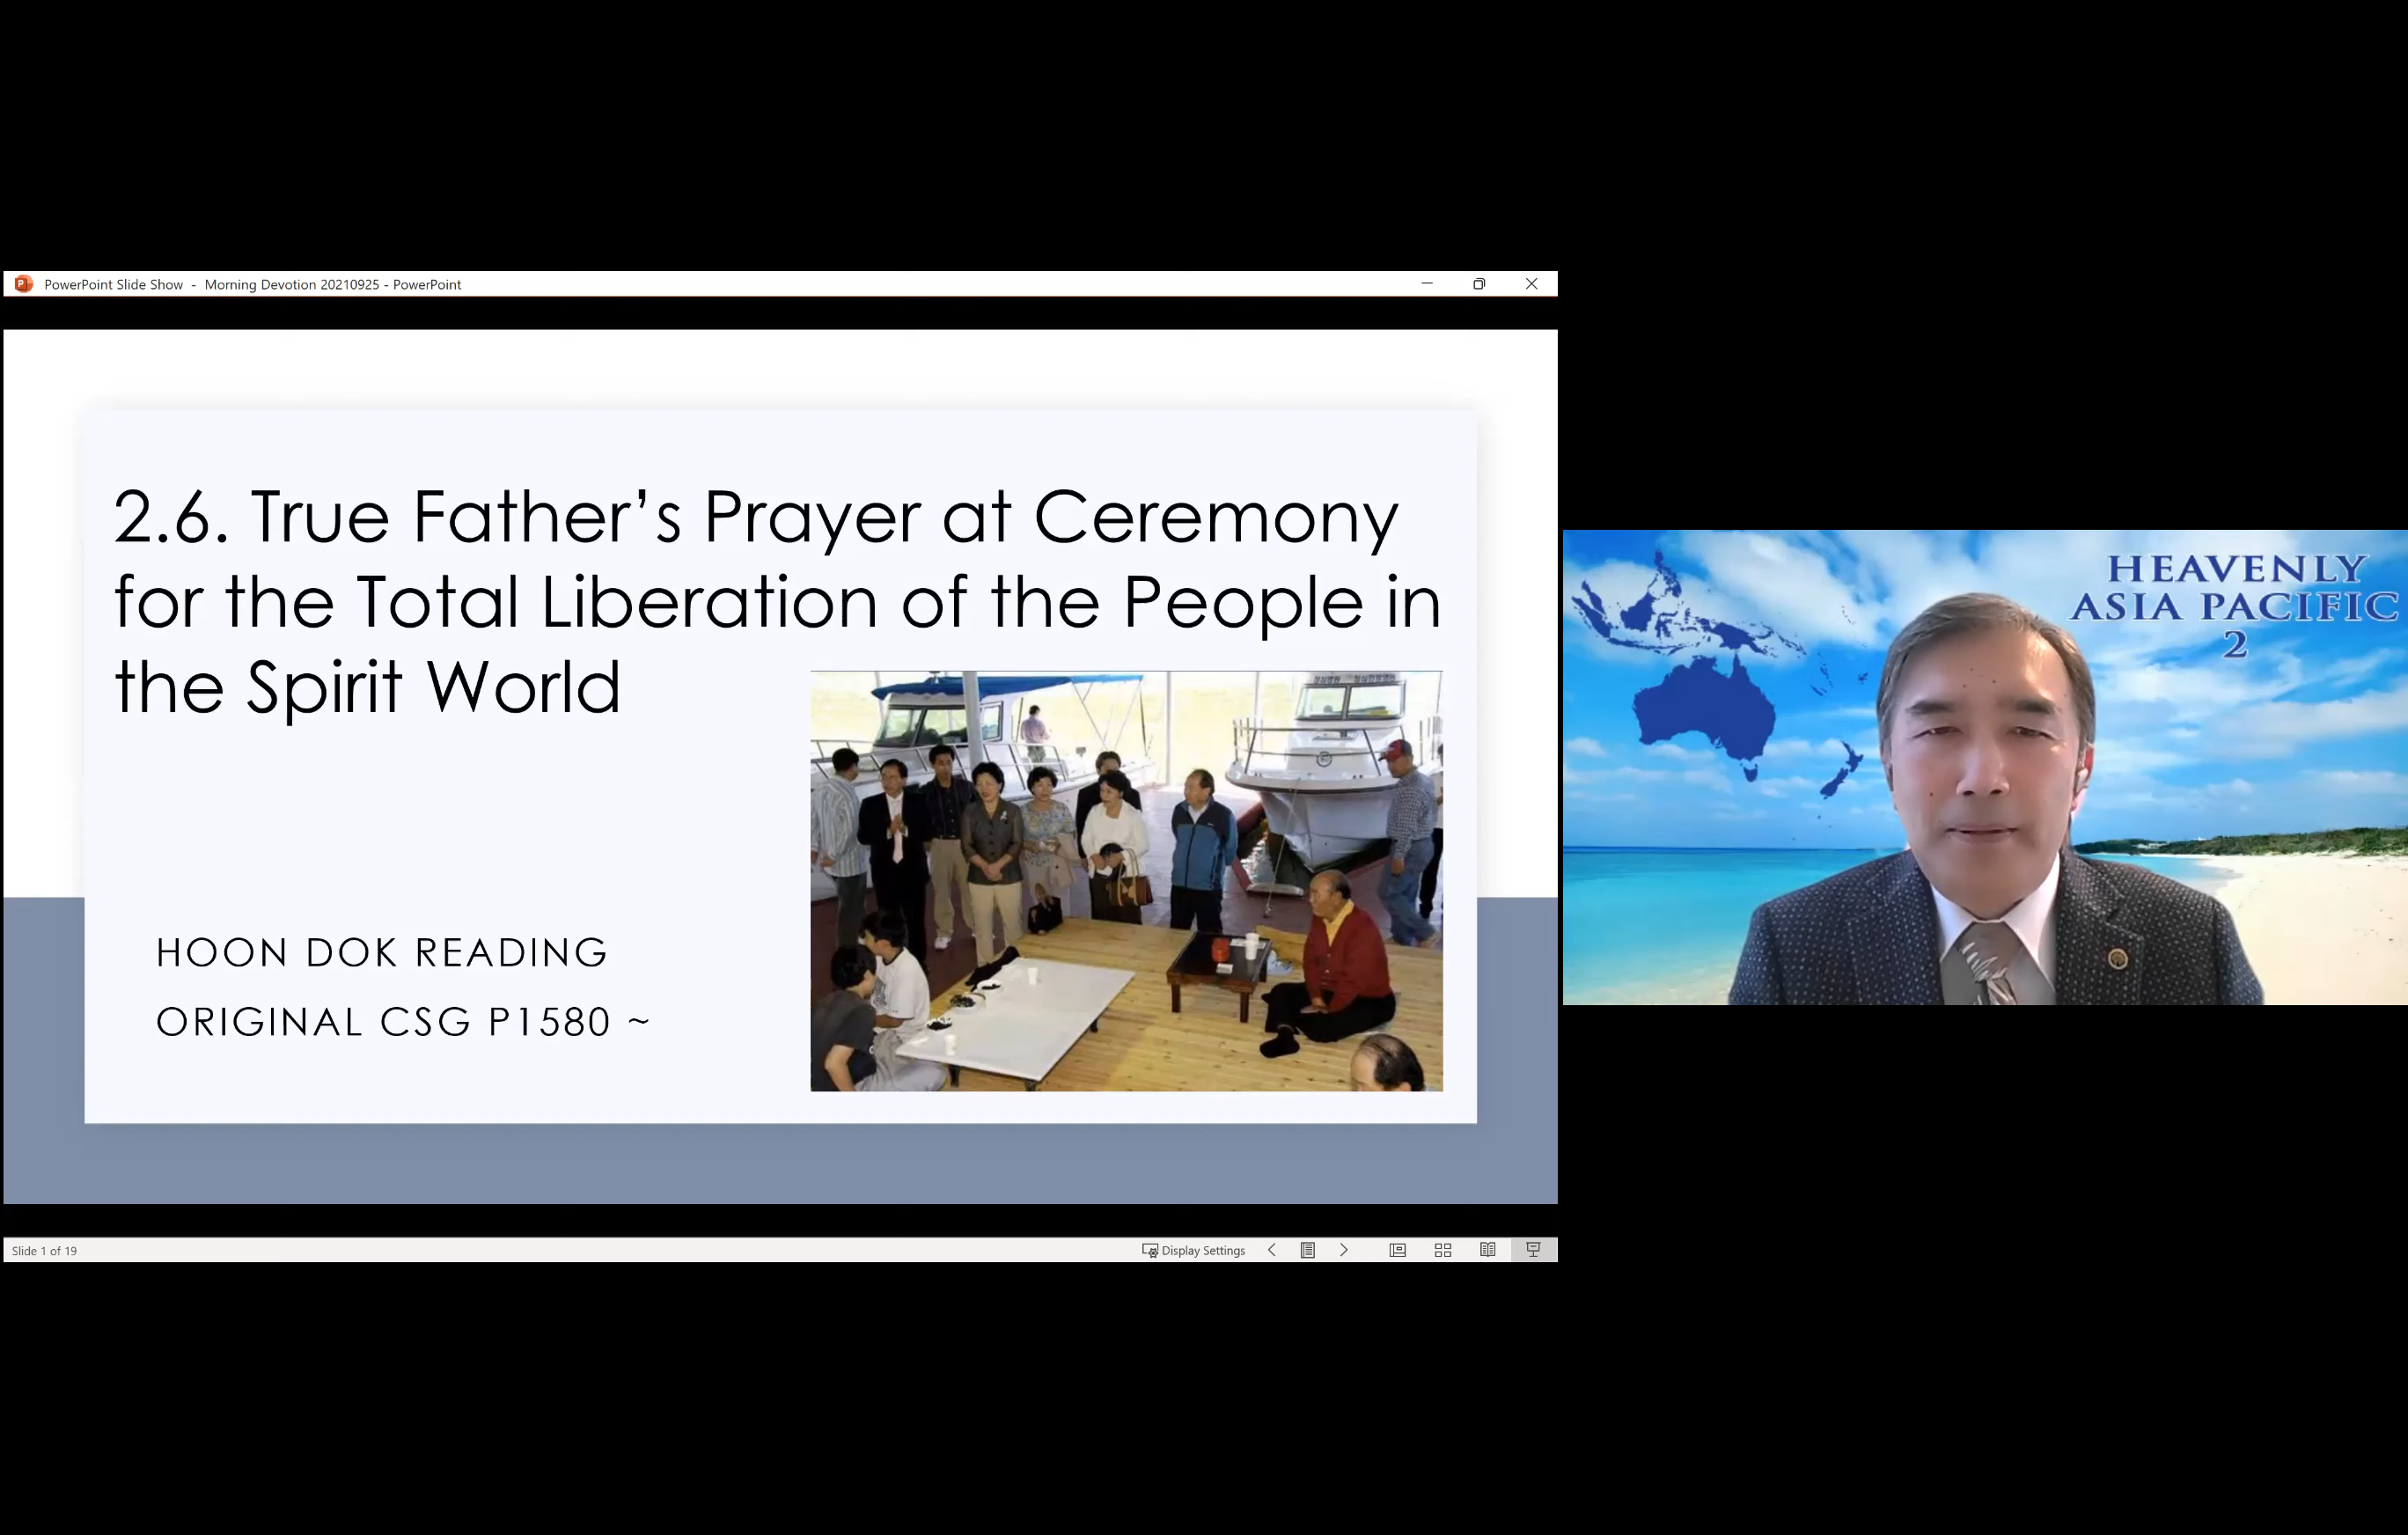 PowerPoint Slide Show - Morning Devotion 20210925 - PowerPoint
2.6. True Father’s Prayer at Ceremony
for the Total Liberation of the People in
the Spirit World
HOON DOK READING
ORIGINAL CSG P1580 ~
Slide 1 of 19
Display Settings
HEAVENLY
ASIA PACIFIC
2